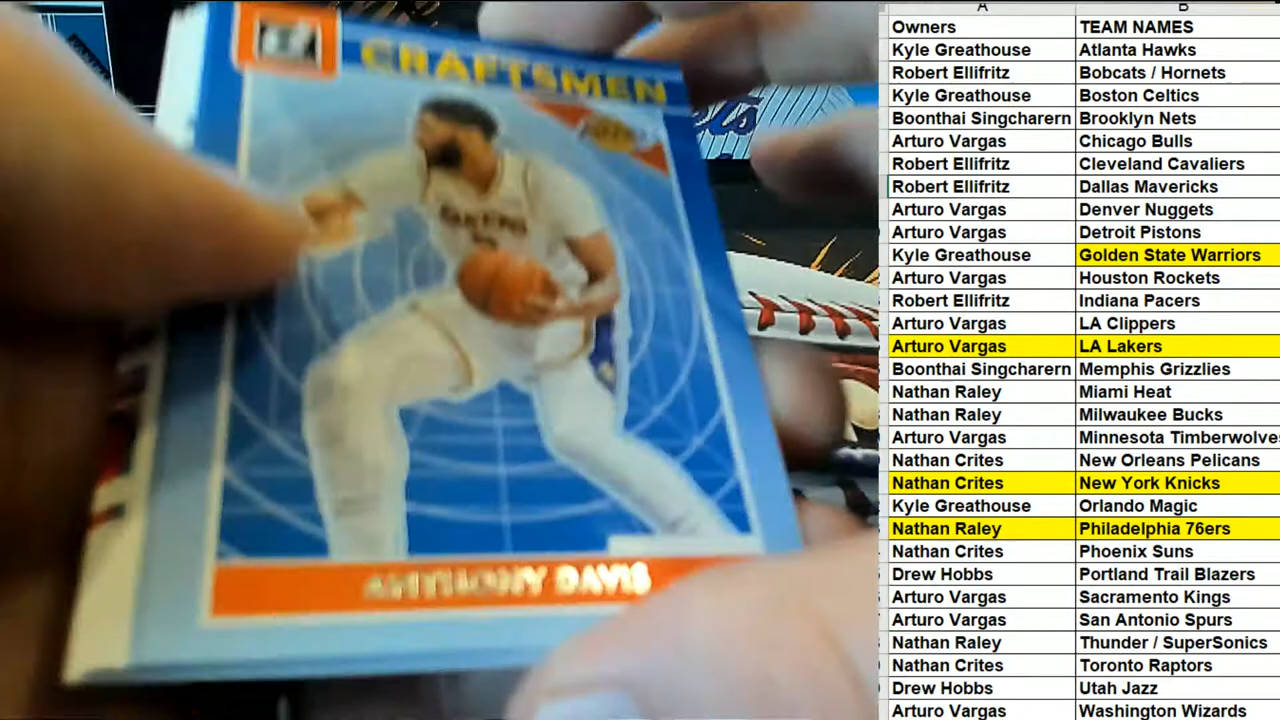 CRAFTSMEN
LAKERS
ANTHONY DAVIS
A B
Owners TEAM NAMES
Kyle Greathouse Atlanta Hawks
Robert Ellifritz Bobcats / Hornets
Kyle Greathouse Boston Celtics
Boonthai Singcharern Brooklyn Nets
Arturo Vargas Chicago Bulls
Robert Ellifritz Cleveland Cavaliers
Robert Ellifritz Dallas Mavericks
Arturo Vargas Denver Nuggets
Arturo Vargas Detroit Pistons
Kyle Greathouse Golden State Warriors
Arturo Vargas Houston Rockets
Robert Ellifritz Indiana Pacers
Arturo Vargas LA Clippers
Arturo Vargas LA Lakers
Boonthai Singcharern Memphis Grizzlies
Nathan Raley Miami Heat
Nathan Raley Milwaukee Bucks
Arturo Vargas Minnesota Timberwolves
Nathan Crites New Orleans Pelicans
Nathan Crites New York Knicks
Kyle Greathouse Orlando Magic
Nathan Raley Philadelphia 76ers
Nathan Crites Phoenix Suns
Drew Hobbs Portland Trail Blazers
Arturo Vargas Sacramento Kings
Arturo Vargas San Antonio Spurs
Nathan Raley Thunder / SuperSonics
Nathan Crites Toronto Raptors
Drew Hobbs Utah Jazz
Arturo Vargas Washington Wizards